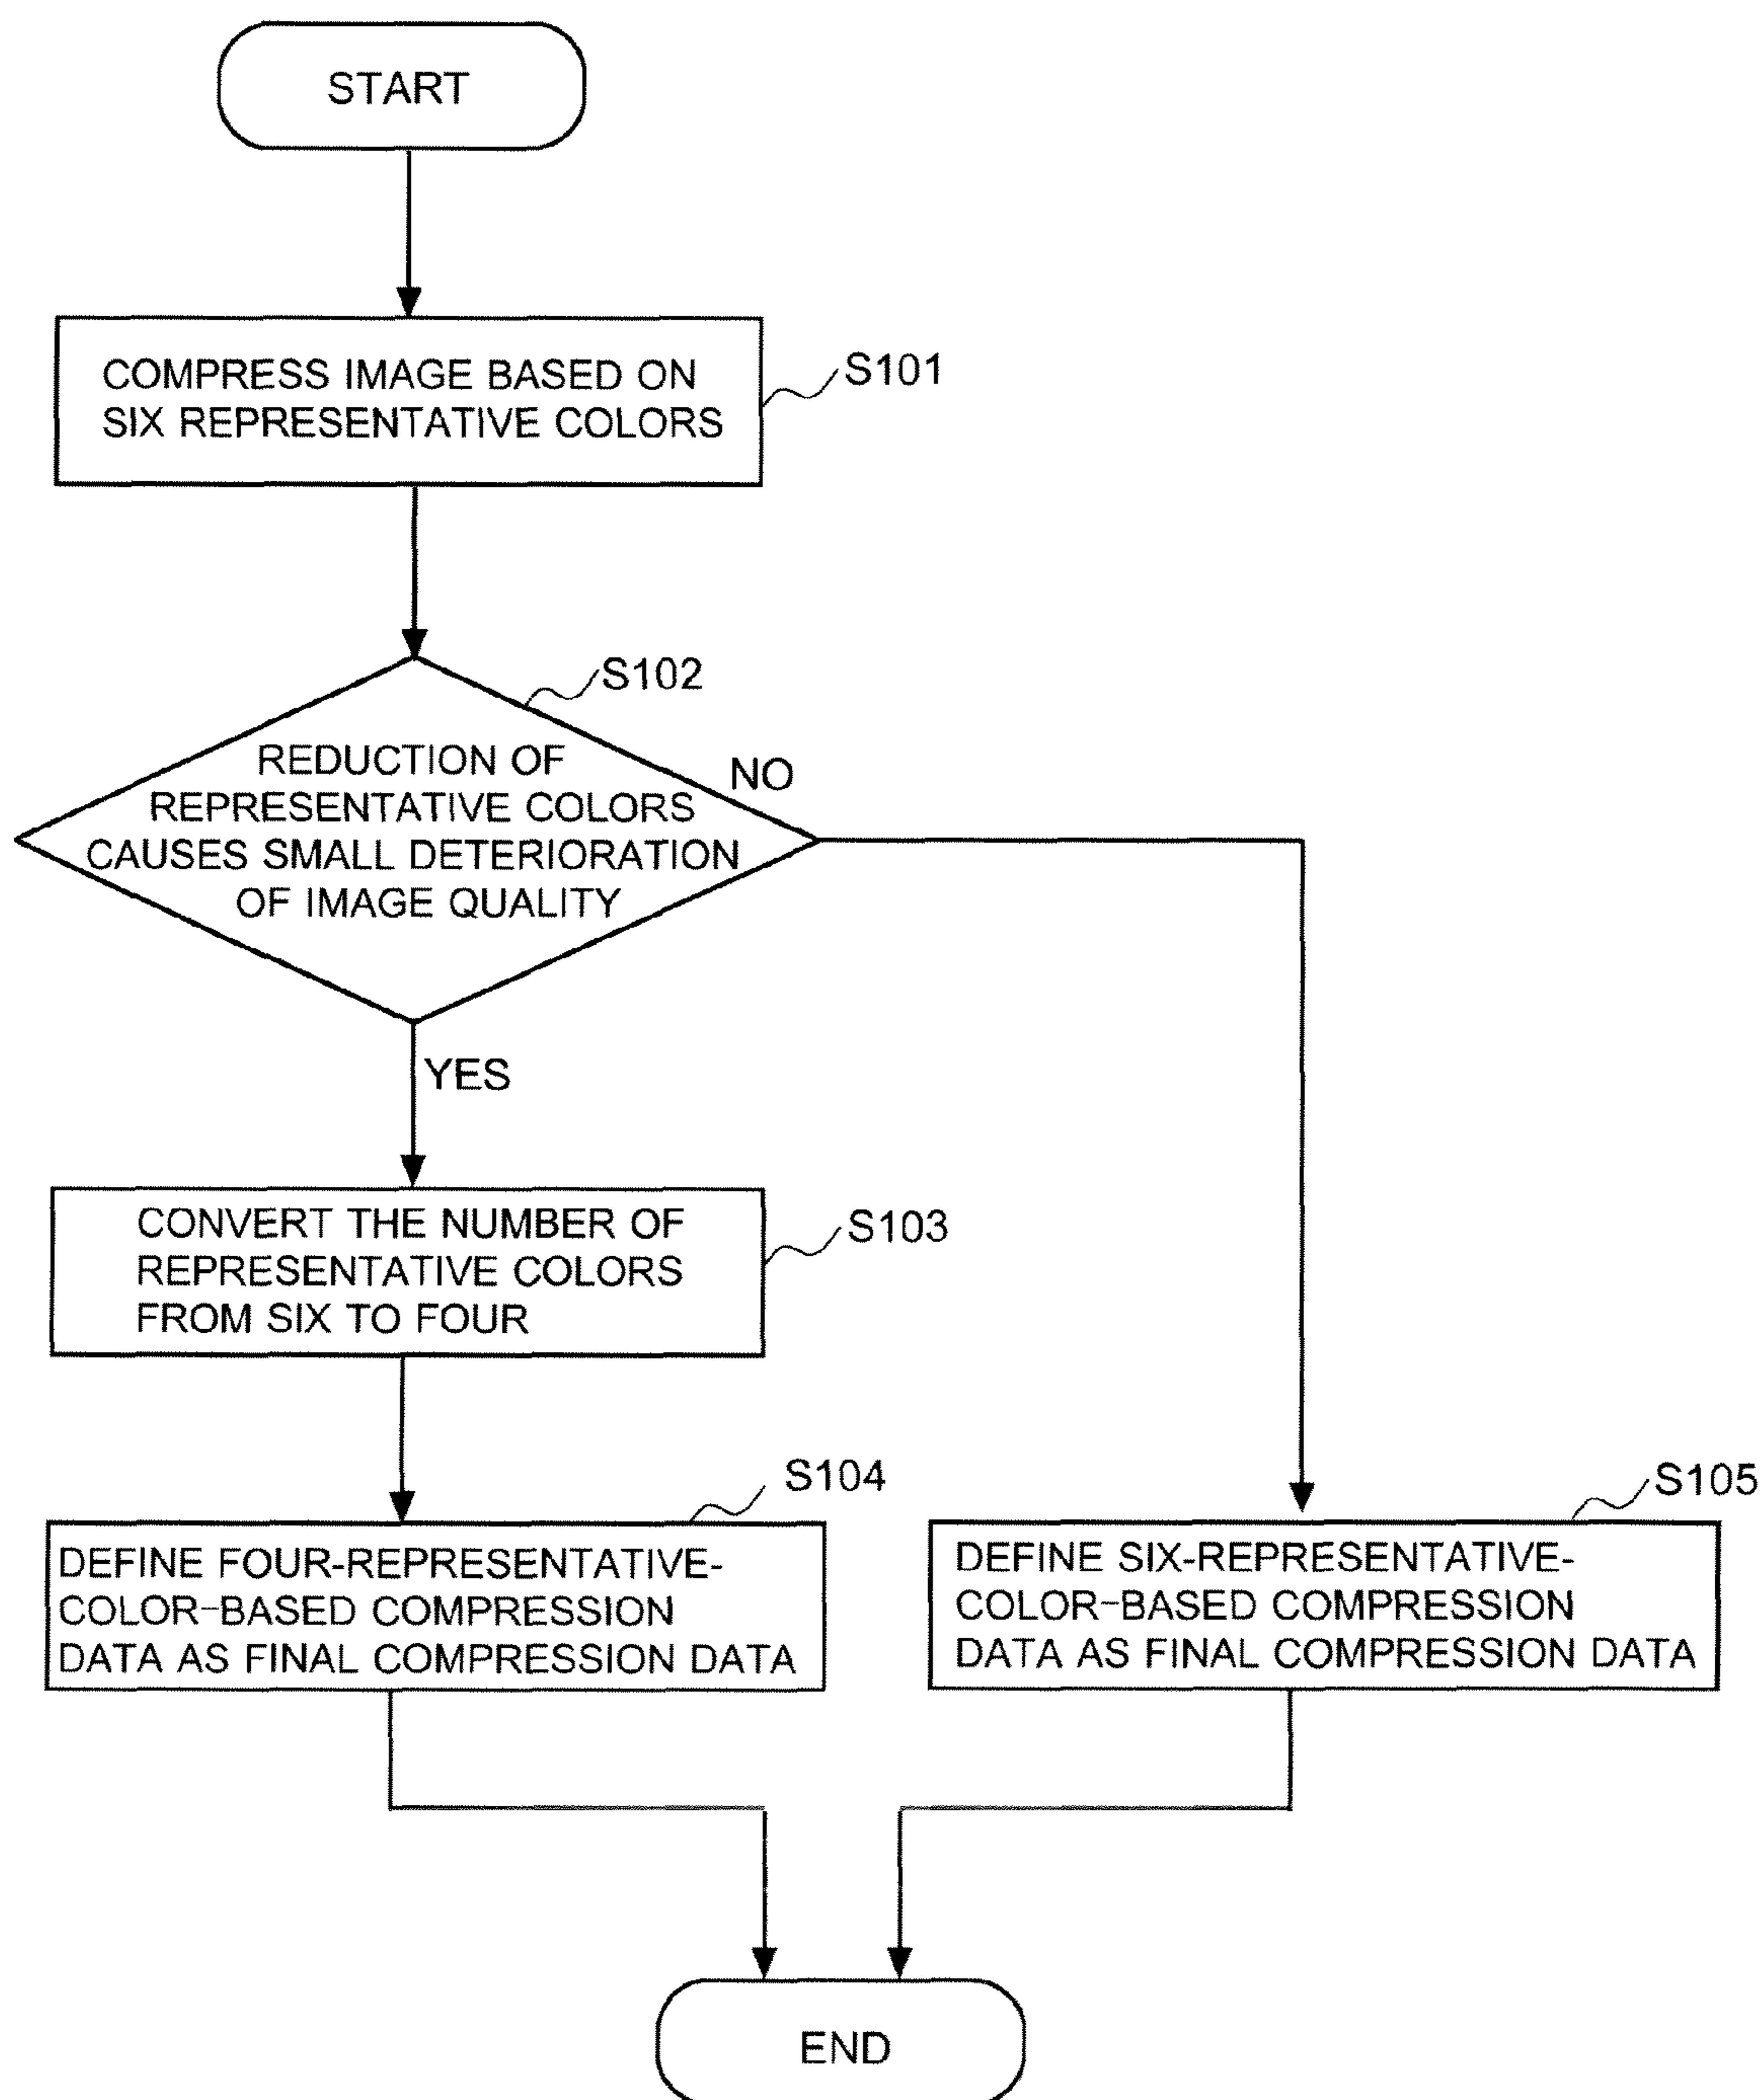 START
COMPRESS IMAGE BASED ON
SIX REPRESENTATIVE COLORS
S101
S102
REDUCTION OF
REPRESENTATIVE COLORS
CAUSES SMALL DETERIORATION
OF IMAGE QUALITY
NO
YES
CONVERT THE NUMBER OF
REPRESENTATIVE COLORS
FROM SIX TO FOUR
S103
S104
DEFINE FOUR-REPRESENTATIVE-
COLOR-BASED COMPRESSION
DATA AS FINAL COMPRESSION DATA
S105
DEFINE SIX-REPRESENTATIVE-
COLOR-BASED COMPRESSION
DATA AS FINAL COMPRESSION DATA
END